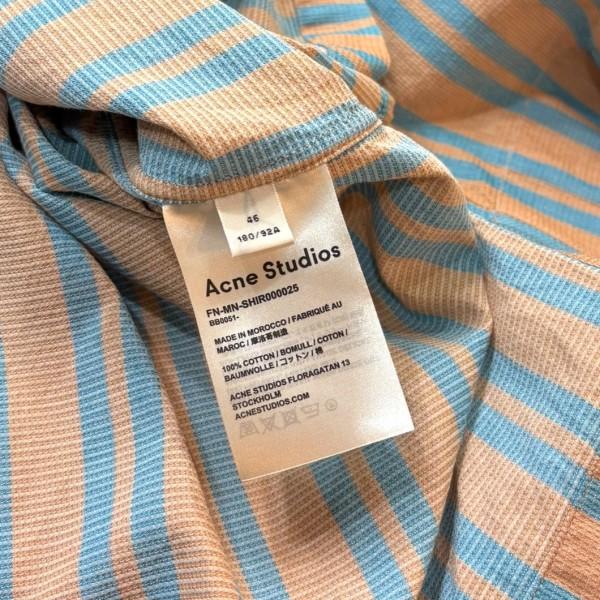 46
180/92A
Acne Studios
FN-MN-SHIR000025
BB0051-
MADE IN MOROCCO / FABRIQUÉ AU
MAROC / 摩洛哥制造
100% COTTON / BOMULL / COTON /
BAUMWOLLE / コットン / 棉
ACNE STUDIOS FLORAGATAN 13
STOCKHOLM
ACNESTUDIOS.COM